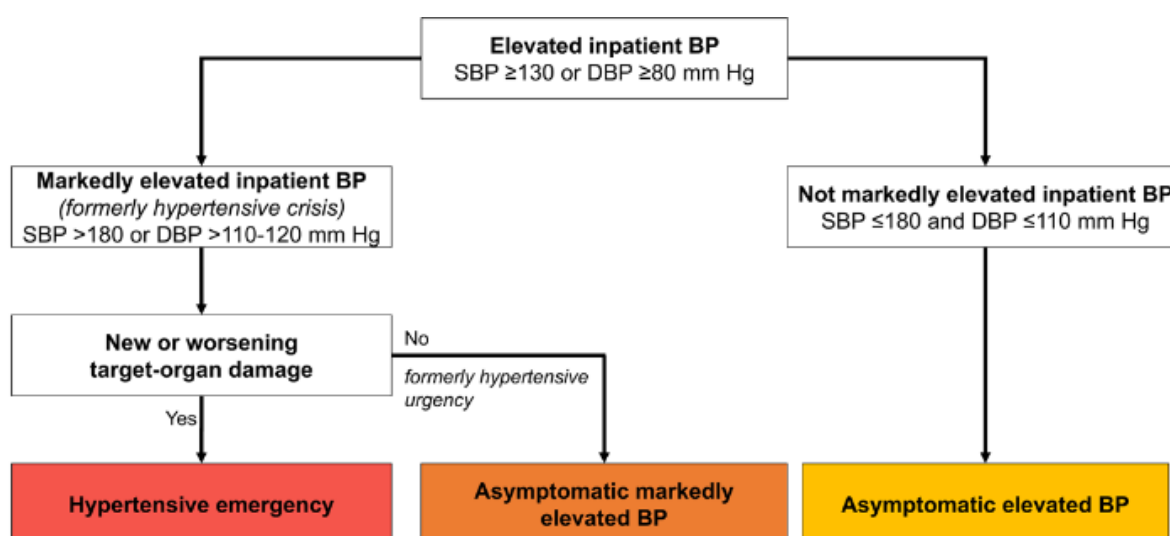 Elevated inpatient BP
SBP ≥130 or DBP ≥80 mm Hg
Markedly elevated inpatient BP
(formerly hypertensive crisis)
SBP >180 or DBP >110-120 mm Hg
Not markedly elevated inpatient BP
SBP ≤180 and DBP ≤110 mm Hg
New or worsening
target-organ damage
No
formerly hypertensive
urgency
Yes
Hypertensive emergency
Asymptomatic markedly
elevated BP
Asymptomatic elevated BP